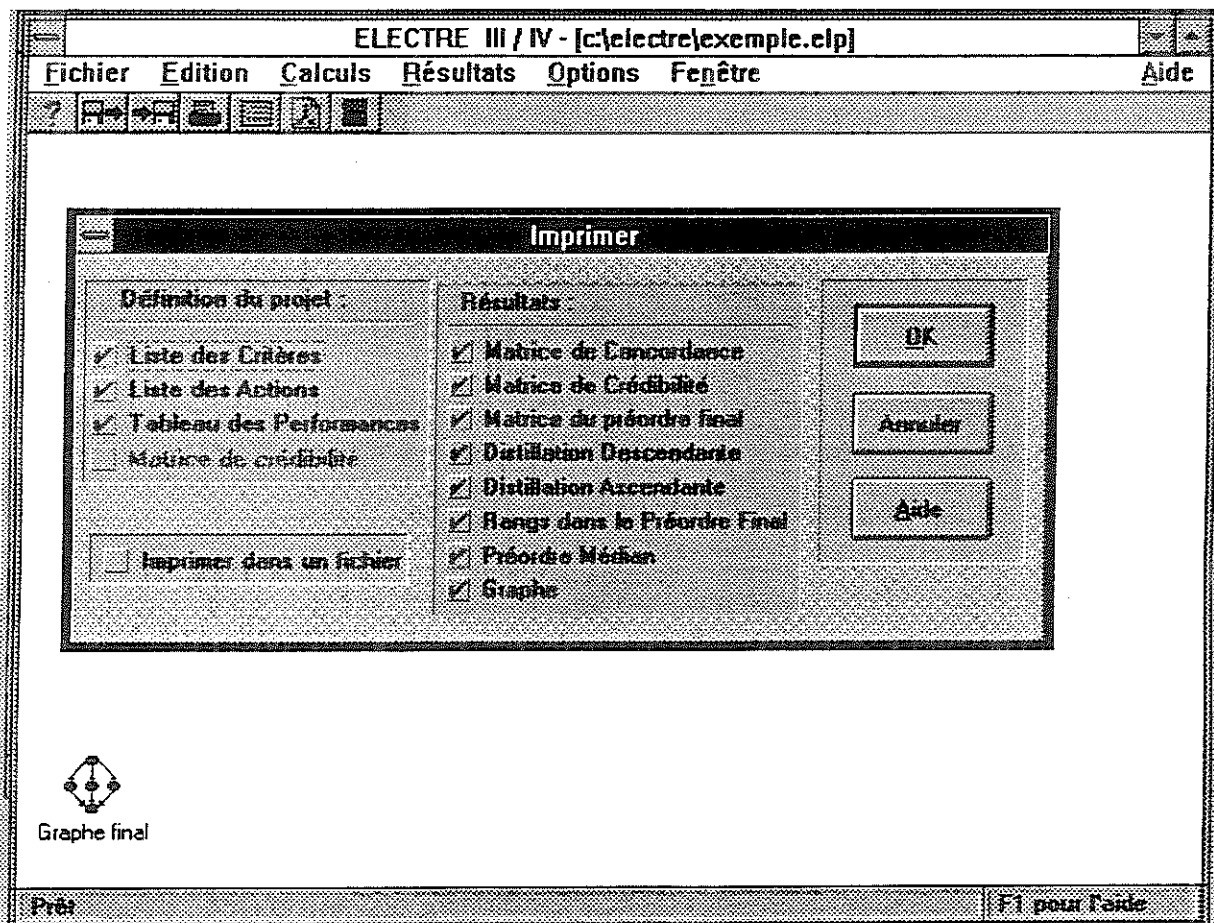 ELECTRE III / IV - [c:\electre\exemple.elp]
Fichier Edition Calculs Résultats Options Fenêtre Aide
?
Imprimer
Définition du projet :
Liste des Critères
Liste des Actions
Tableau des Performances
Matrice de crédibilité
Imprimer dans un fichier
Résultats :
Matrice de Concordance
Matrice de Crédibilité
Matrice du préordre final
Distillation Descendante
Distillation Ascendante
Rangs dans le Préordre Final
Préordre Médian
Graphe
OK
Annuler
Aide
Graphe final
Prêt
F1 pour l'aide